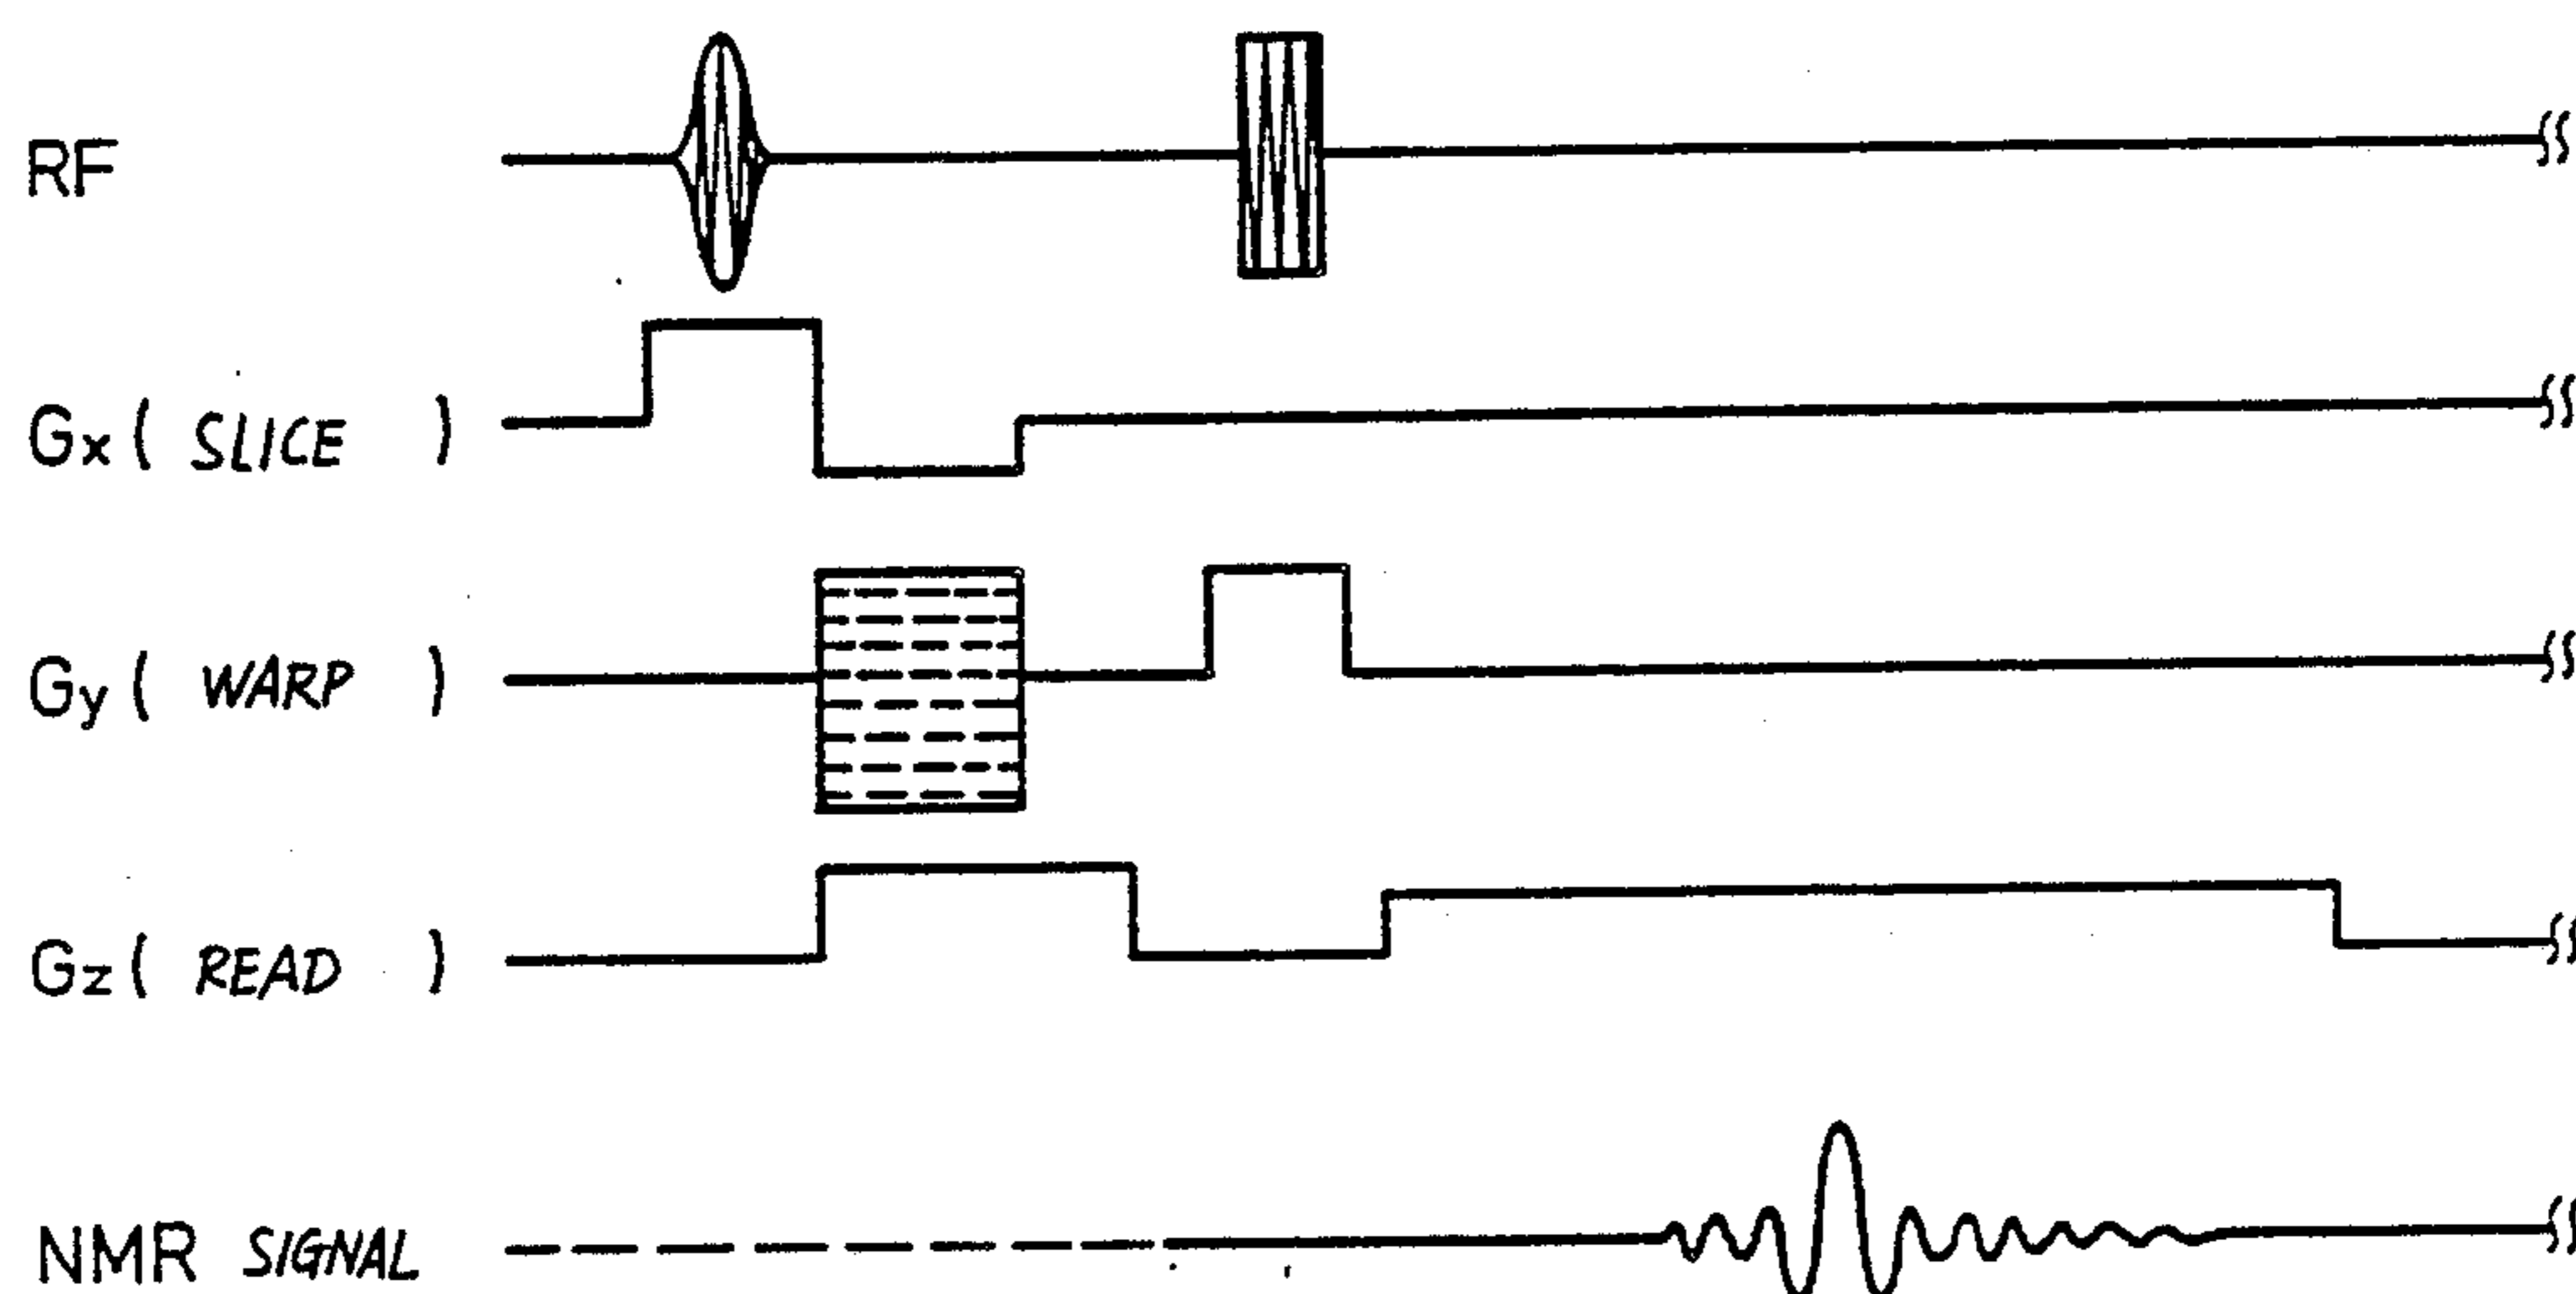 RF
Gx ( SLICE )
Gy ( WARP )
Gz ( READ )
NMR SIGNAL